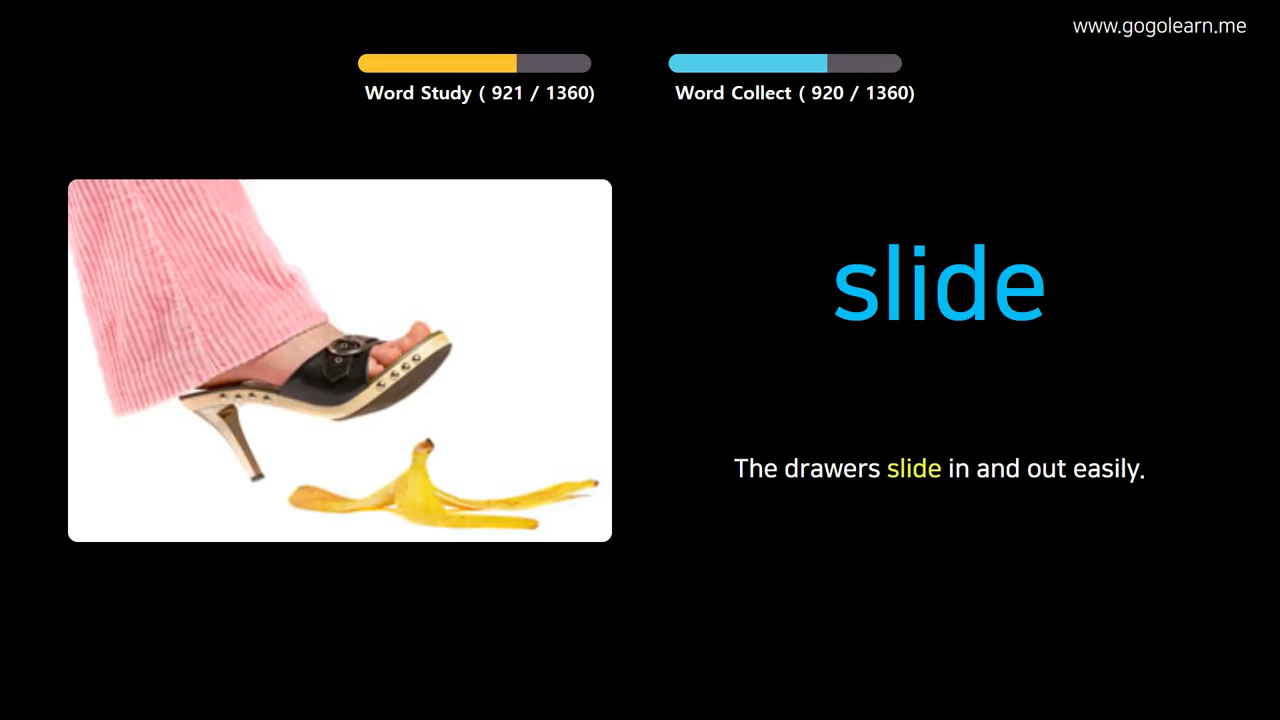 www.gogolearn.me
Word Study ( 921 / 1360)
Word Collect ( 920 / 1360)
slide
The drawers slide in and out easily.